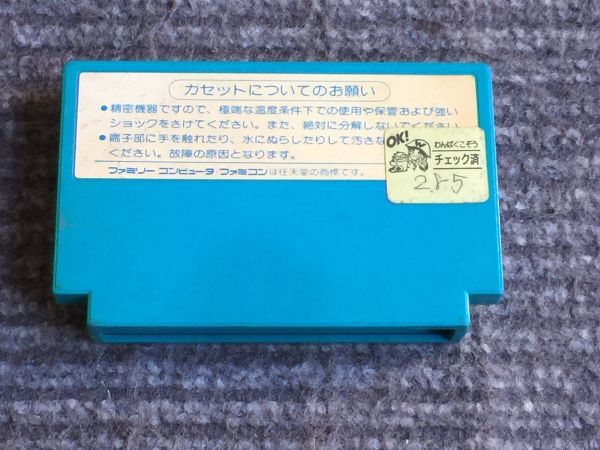 カセットについてのお願い
●精密機器ですので、極端な温度条件下での使用や保管および強い
ショックをさけてください。また、絶対に分解しないでください
●端子部に手を触れたり、水にぬらしたりして汚さな
ください。故障の原因となります。
ファミリー コンピュータ ファミコンは任天堂の商標です。
OK!
わんぱくこぞう
チェック済